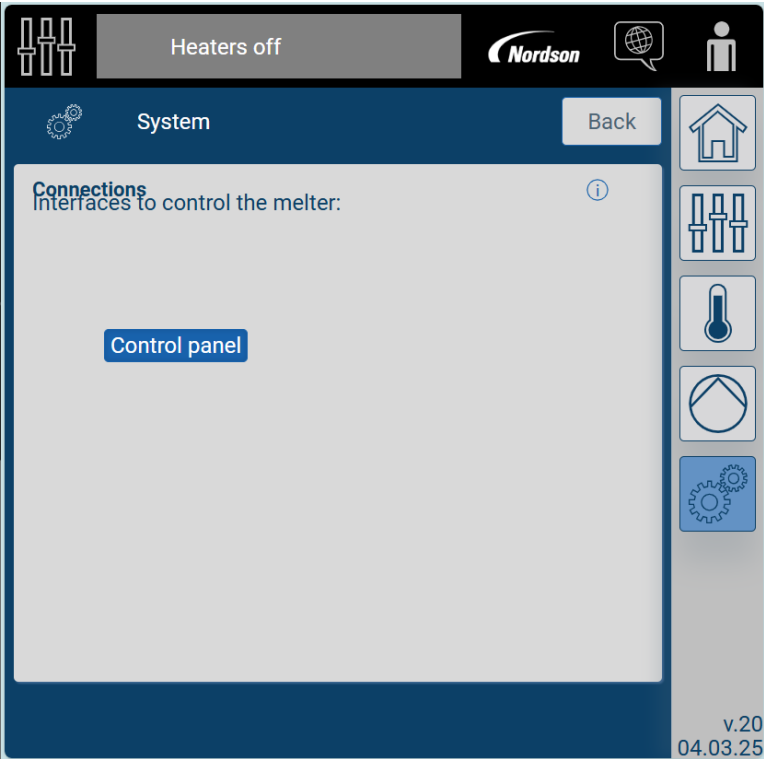 Heaters off
Nordson
System
Back
Connections
Interfaces to control the melter:
Control panel
v.20
04.03.25